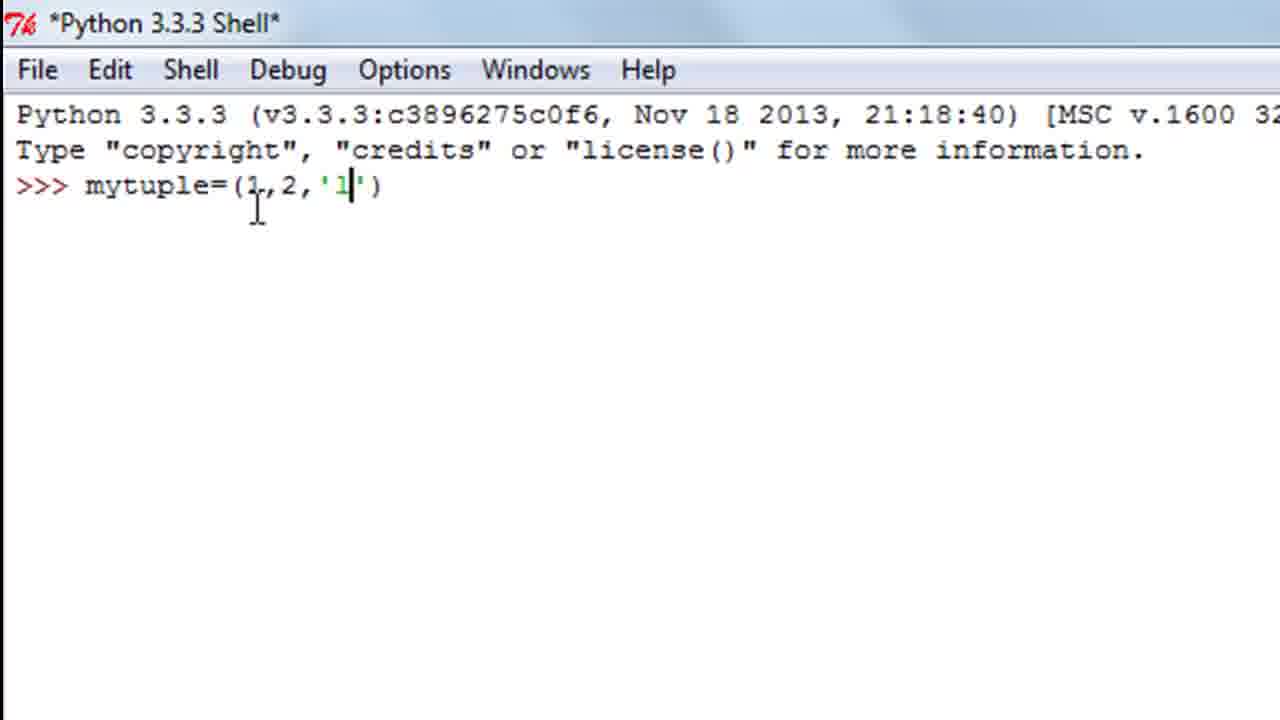 *Python 3.3.3 Shell*
File Edit Shell Debug Options Windows Help
Python 3.3.3 (v3.3.3:c3896275c0f6, Nov 18 2013, 21:18:40) [MSC v.1600 32
Type "copyright", "credits" or "license()" for more information.
>>> mytuple=(1,2,'l')